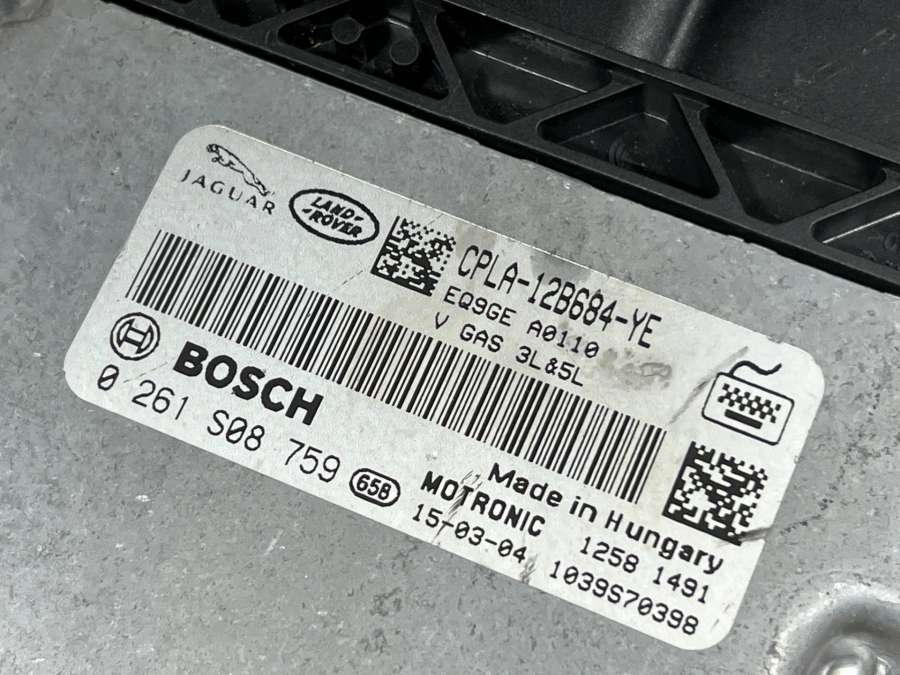 JAGUAR
LAND-
-ROVER
CPLA-12B684-YE
EQ9GE A0110
V GAS 3L&5L
BOSCH
0 261 S08 759 65B
Made in Hungary
MOTRONIC 1258 1491
15-03-04 1039S70398